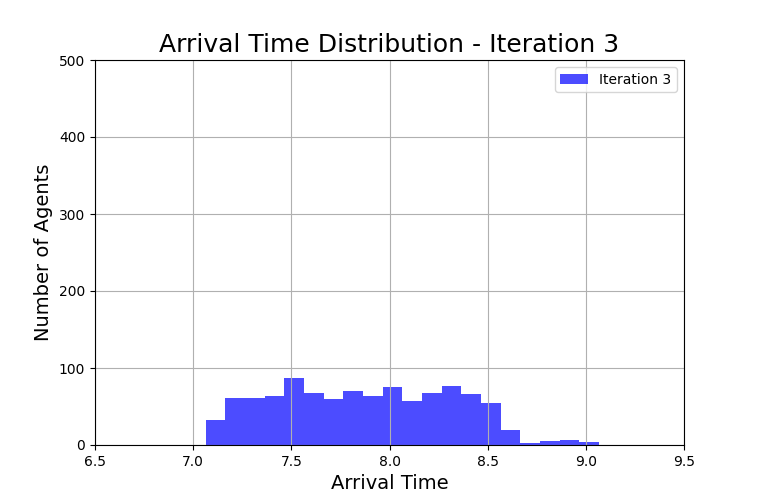 Arrival Time Distribution - Iteration 3
Iteration 3
Number of Agents
500
400
300
200
100
0
6.5 7.0 7.5 8.0 8.5 9.0 9.5
Arrival Time